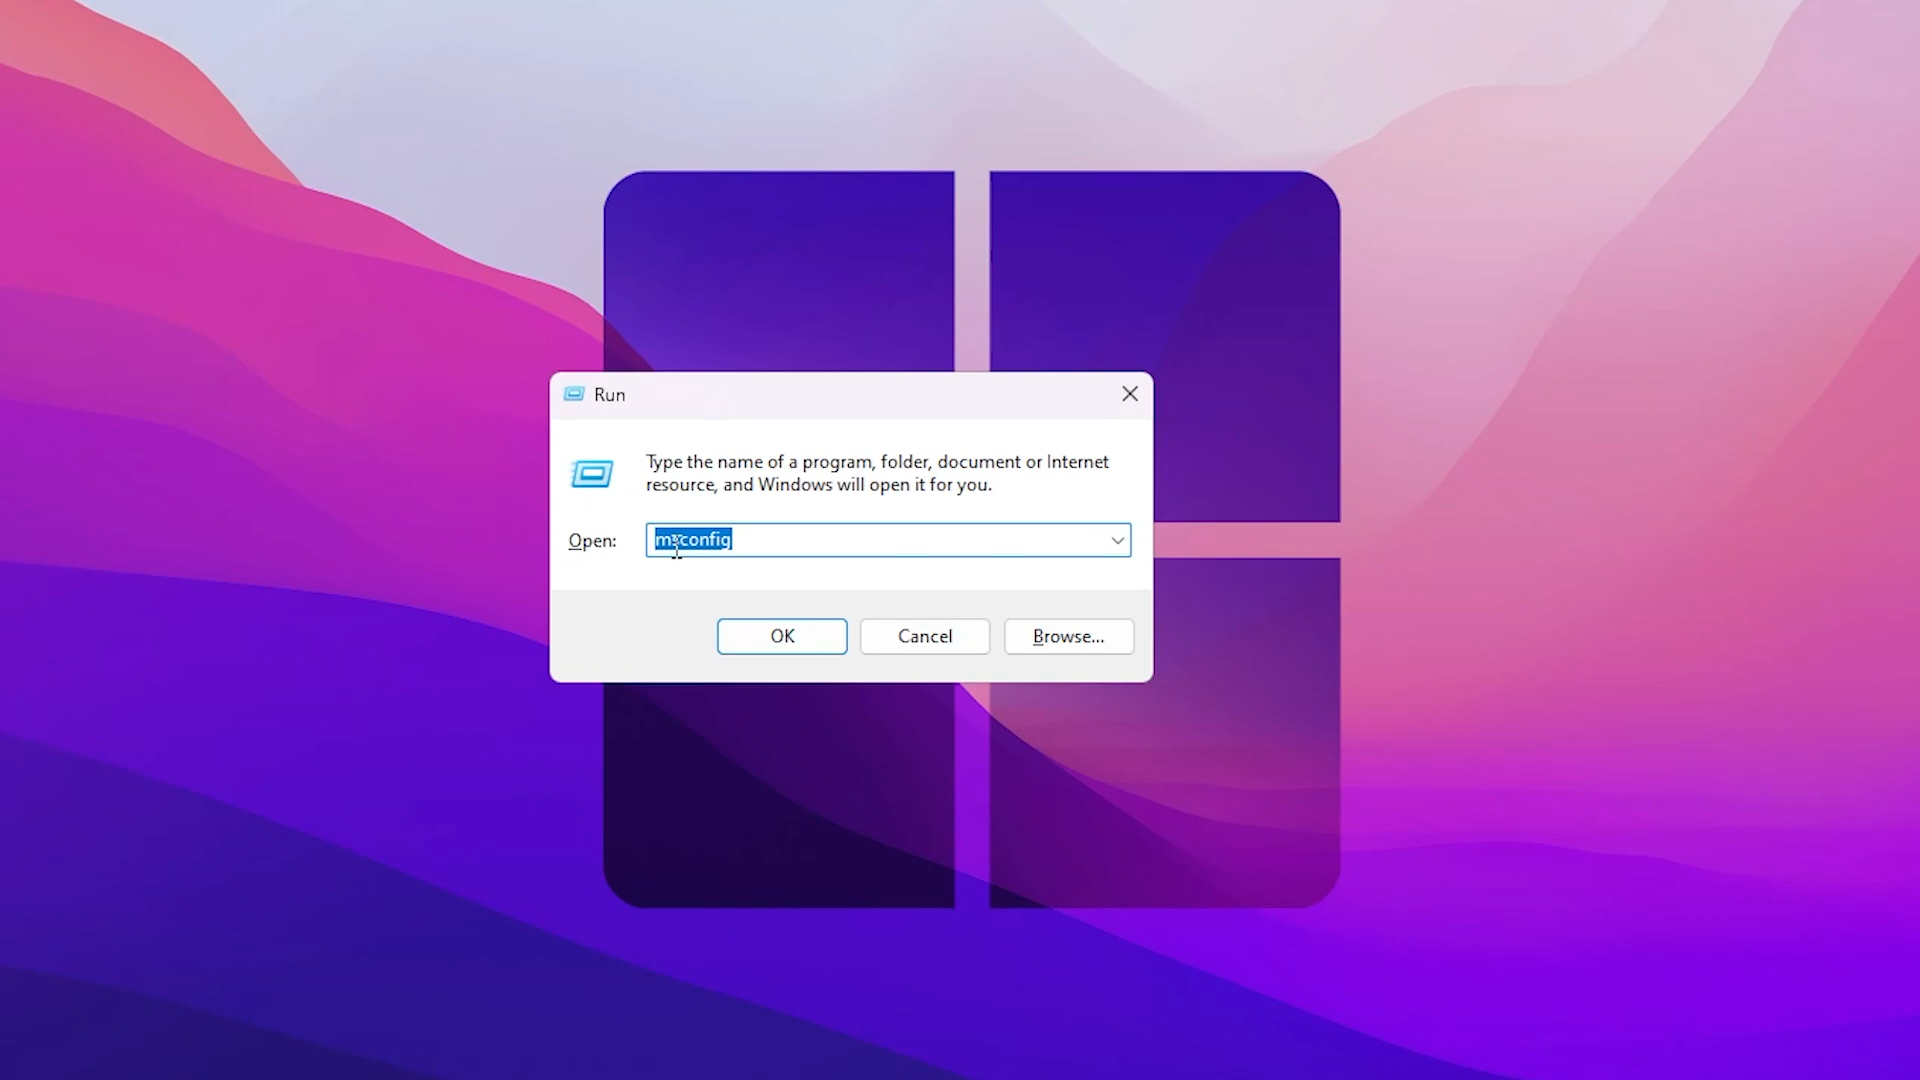 Run
Type the name of a program, folder, document or Internet
resource, and Windows will open it for you.
Open:
msconfig
OK
Cancel
Browse...